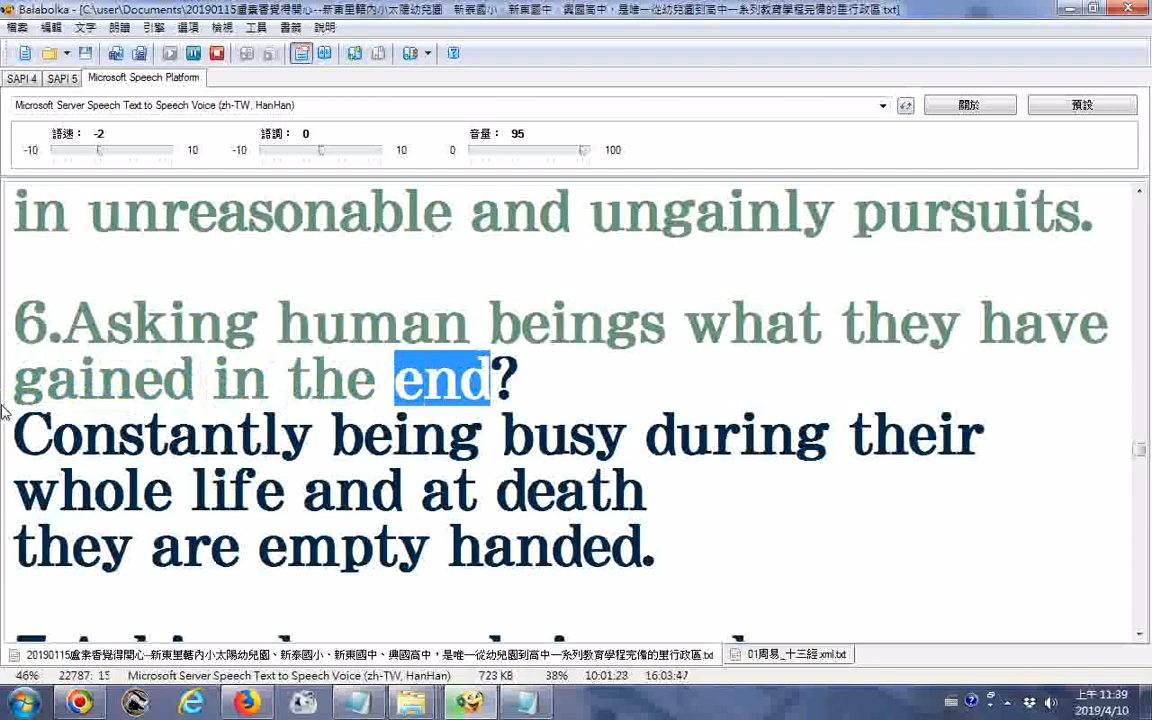 Balabolka - [C:\user\Documents\20190115盧素香覺得開心--新東里轄內小太陽幼兒園、新泰國小、新東國中、興國高中，是唯一從幼兒園到高中一系列教育學程完備的里行政區.txt]
檔案 編輯 文字 朗讀 引擎 選項 檢視 工具 書籤 說明
SAPI 4 SAPI 5 Microsoft Speech Platform
Microsoft Server Speech Text to Speech Voice (zh-TW, HanHan) 關於 預設
語速： -2 語調： 0 音量： 95
-10 10 -10 10 0 100
in unreasonable and ungainly pursuits.
6.Asking human beings what they have
gained in the end?
Constantly being busy during their
whole life and at death
they are empty handed.
20190115盧素香覺得開心--新東里轄內小太陽幼兒園、新泰國小、新東國中、興國高中，是唯一從幼兒園到高中一系列教育學程完備的里行政區.txt 01周易_十三經.xml.txt
46% 22787: 15 Microsoft Server Speech Text to Speech Voice (zh-TW, HanHan) 723 KB 38% 10:01.23 16:03:47
上午 11:39
2019/4/10